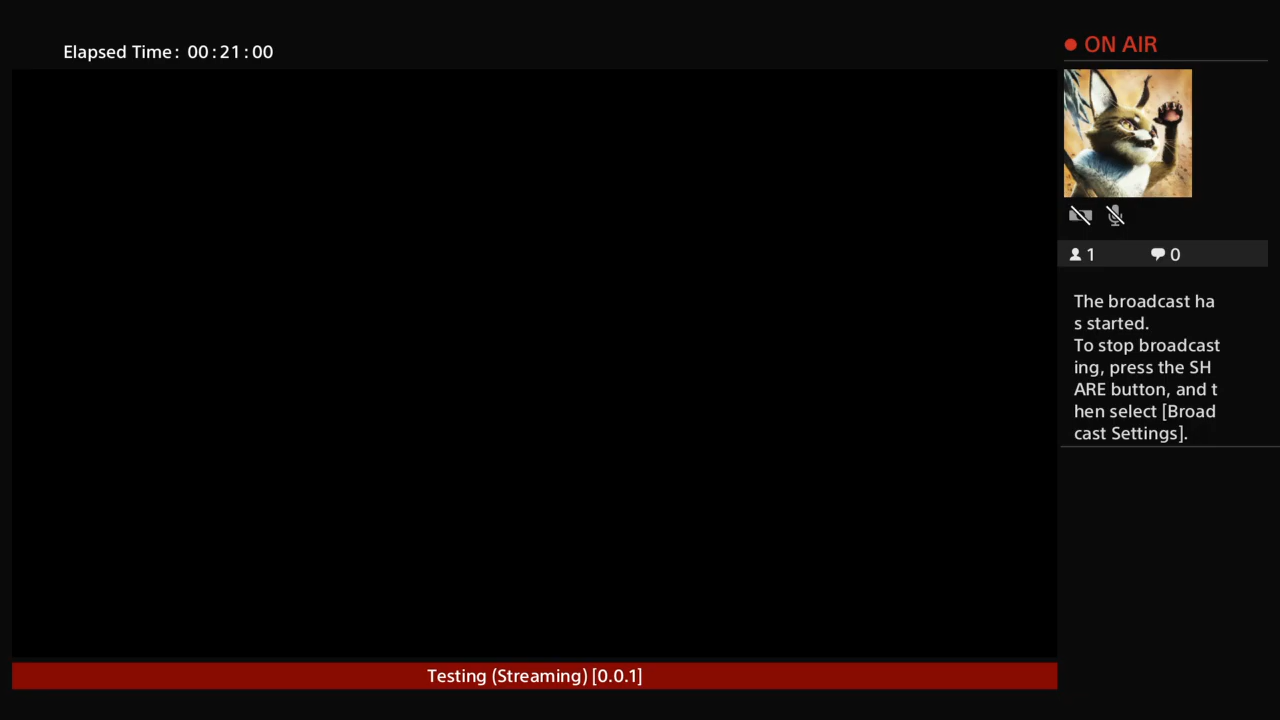 Elapsed Time: 00:21:00
ON AIR
1
0
The broadcast ha
s started.
To stop broadcast
ing, press the SH
ARE button, and t
hen select [Broad
cast Settings].
Testing (Streaming) [0.0.1]